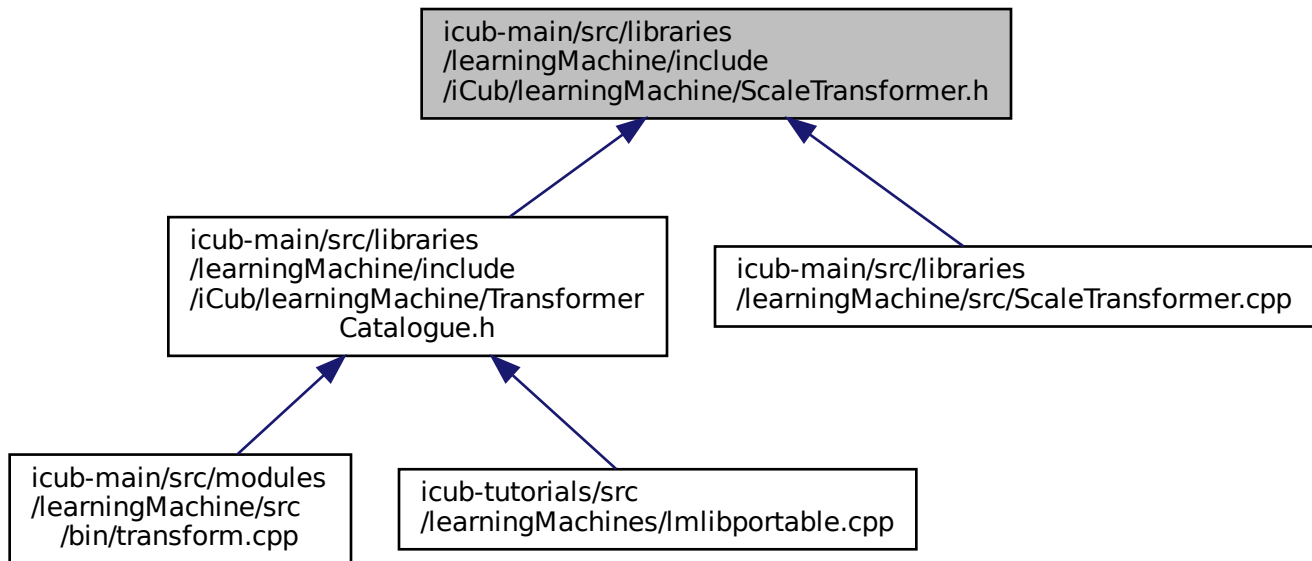 icub-main/src/libraries
/learningMachine/include
/iCub/learningMachine/ScaleTransformer.h
icub-main/src/libraries
/learningMachine/include
/iCub/learningMachine/Transformer
Catalogue.h
icub-main/src/libraries
/learningMachine/src/ScaleTransformer.cpp
icub-main/src/modules
/learningMachine/src
/bin/transform.cpp
icub-tutorials/src
/learningMachines/lmlibportable.cpp